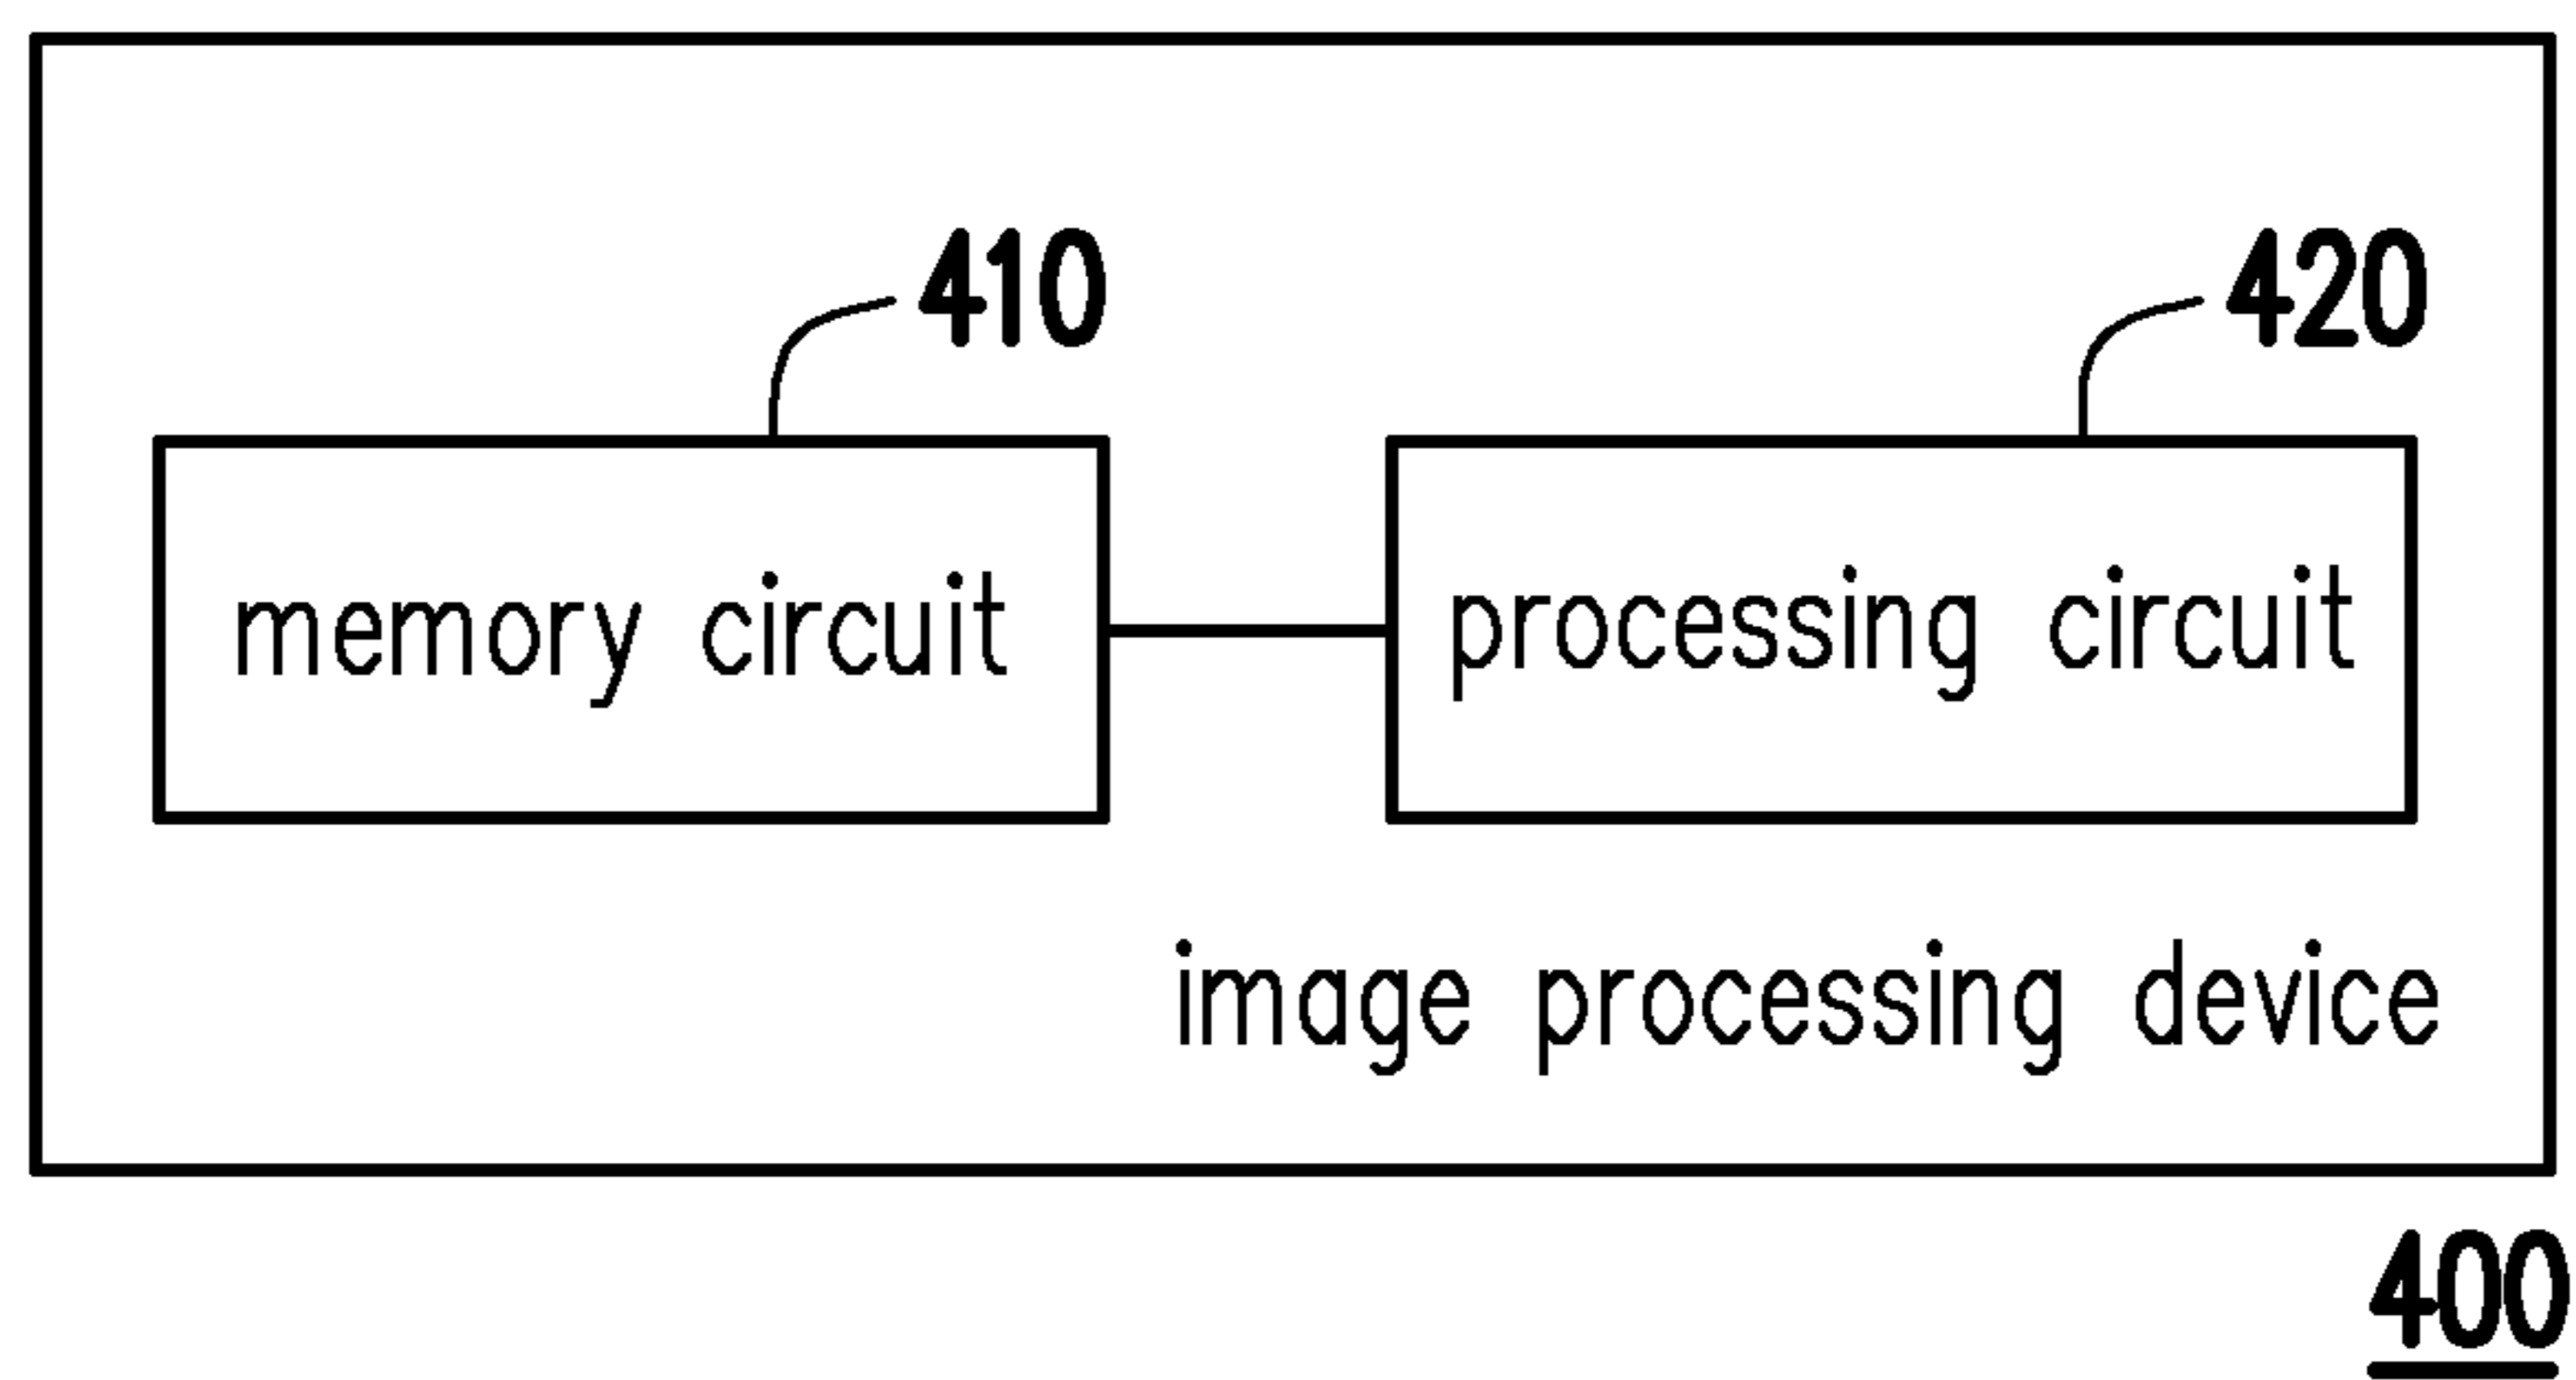 410
420
memory circuit
processing circuit
image processing device
400